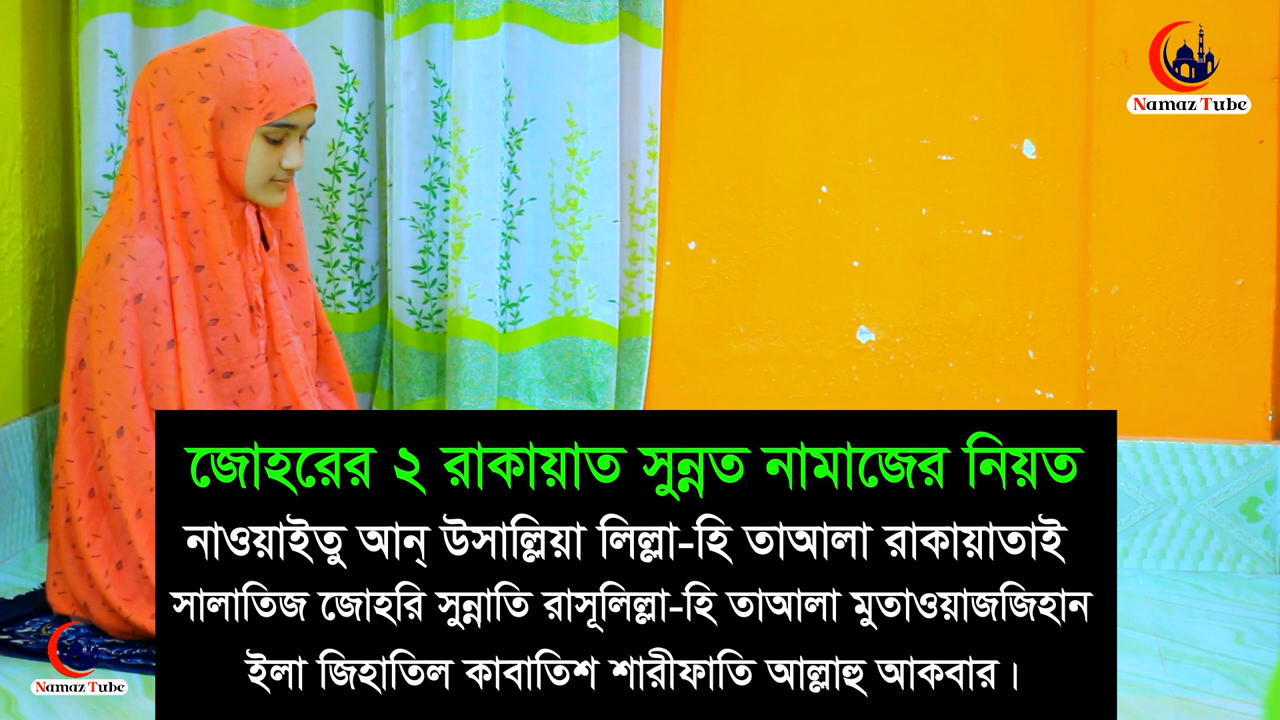 Namaz Tube
জোহরের ২ রাকায়াত সুন্নত নামাজের নিয়ত
নাওয়াইতু আন্ উসাল্লিয়া লিল্লা-হি তাআলা রাকায়াতাই
সালাতিজ জোহরি সুন্নাতি রাসূলিল্লা-হি তাআলা মুতাওয়াজজিহান
ইলা জিহাতিল কাবাতিশ শারীফাতি আল্লাহু আকবার।
Namaz Tube